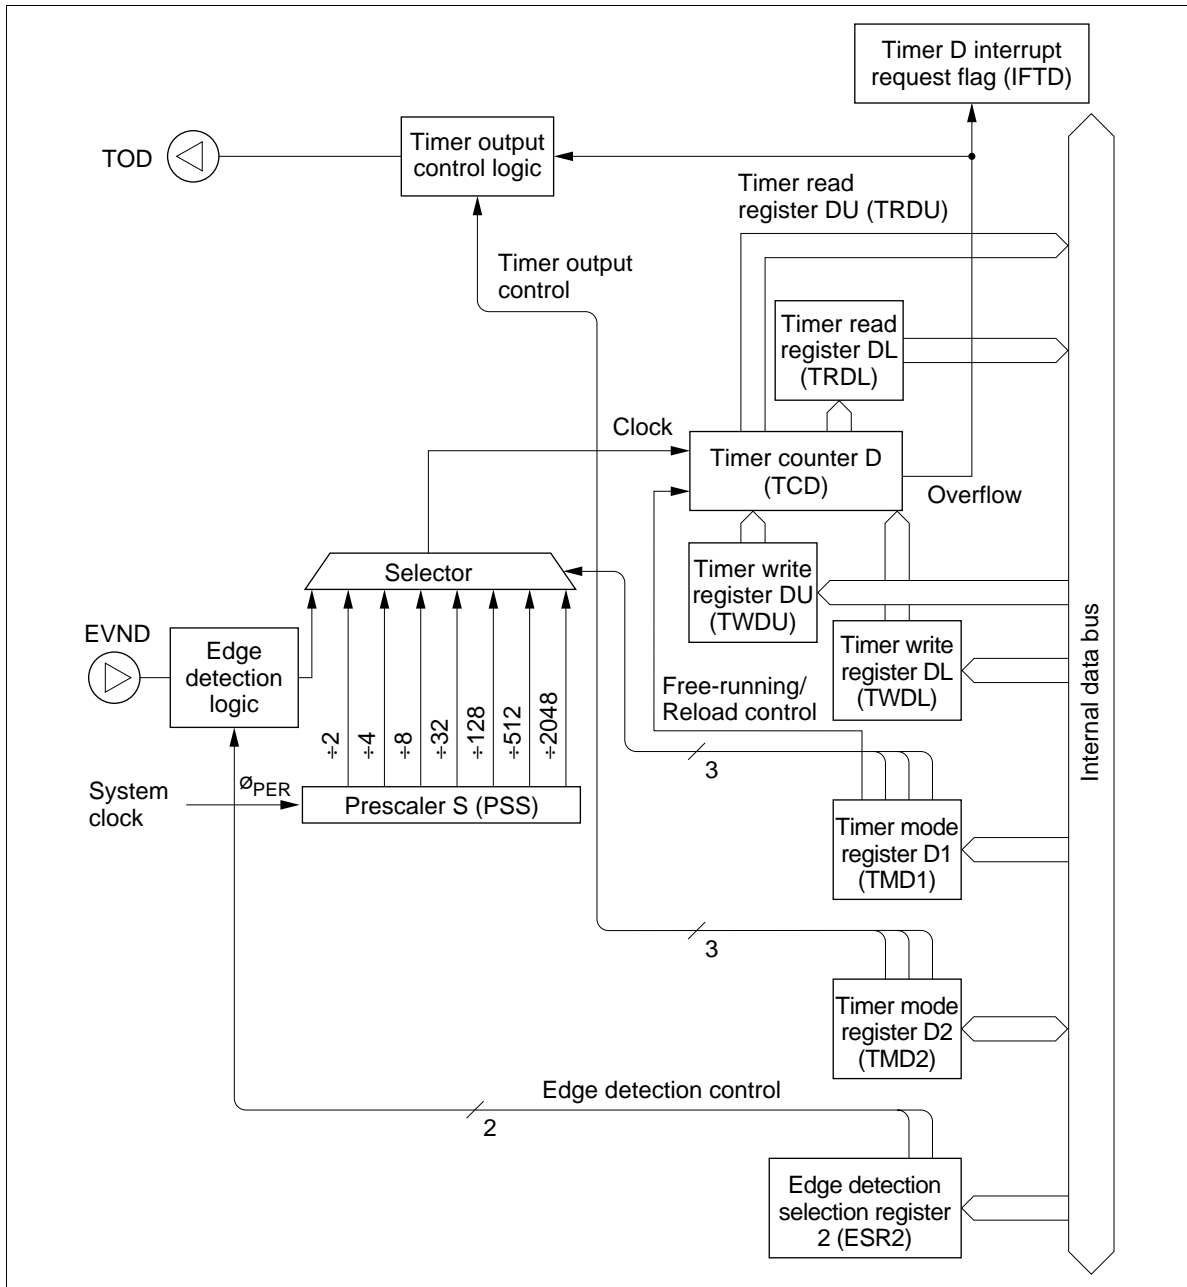 Timer D interrupt
request flag (IFTD)
TOD
Timer output
control logic
Timer read
register DU (TRDU)
Timer output
control
Timer read
register DL
(TRDL)
Clock
Timer counter D
(TCD)
Overflow
Selector
Timer write
register DU
(TWDU)
EVND
Edge
detection
logic
Timer write
register DL
(TWDL)
Free-running/
Reload control
÷2
÷4
÷8
÷32
÷128
÷512
÷2048
3
Internal data bus
System
clock
øPER
Prescaler S (PSS)
Timer mode
register D1
(TMD1)
3
Timer mode
register D2
(TMD2)
Edge detection control
2
Edge detection
selection register
2 (ESR2)